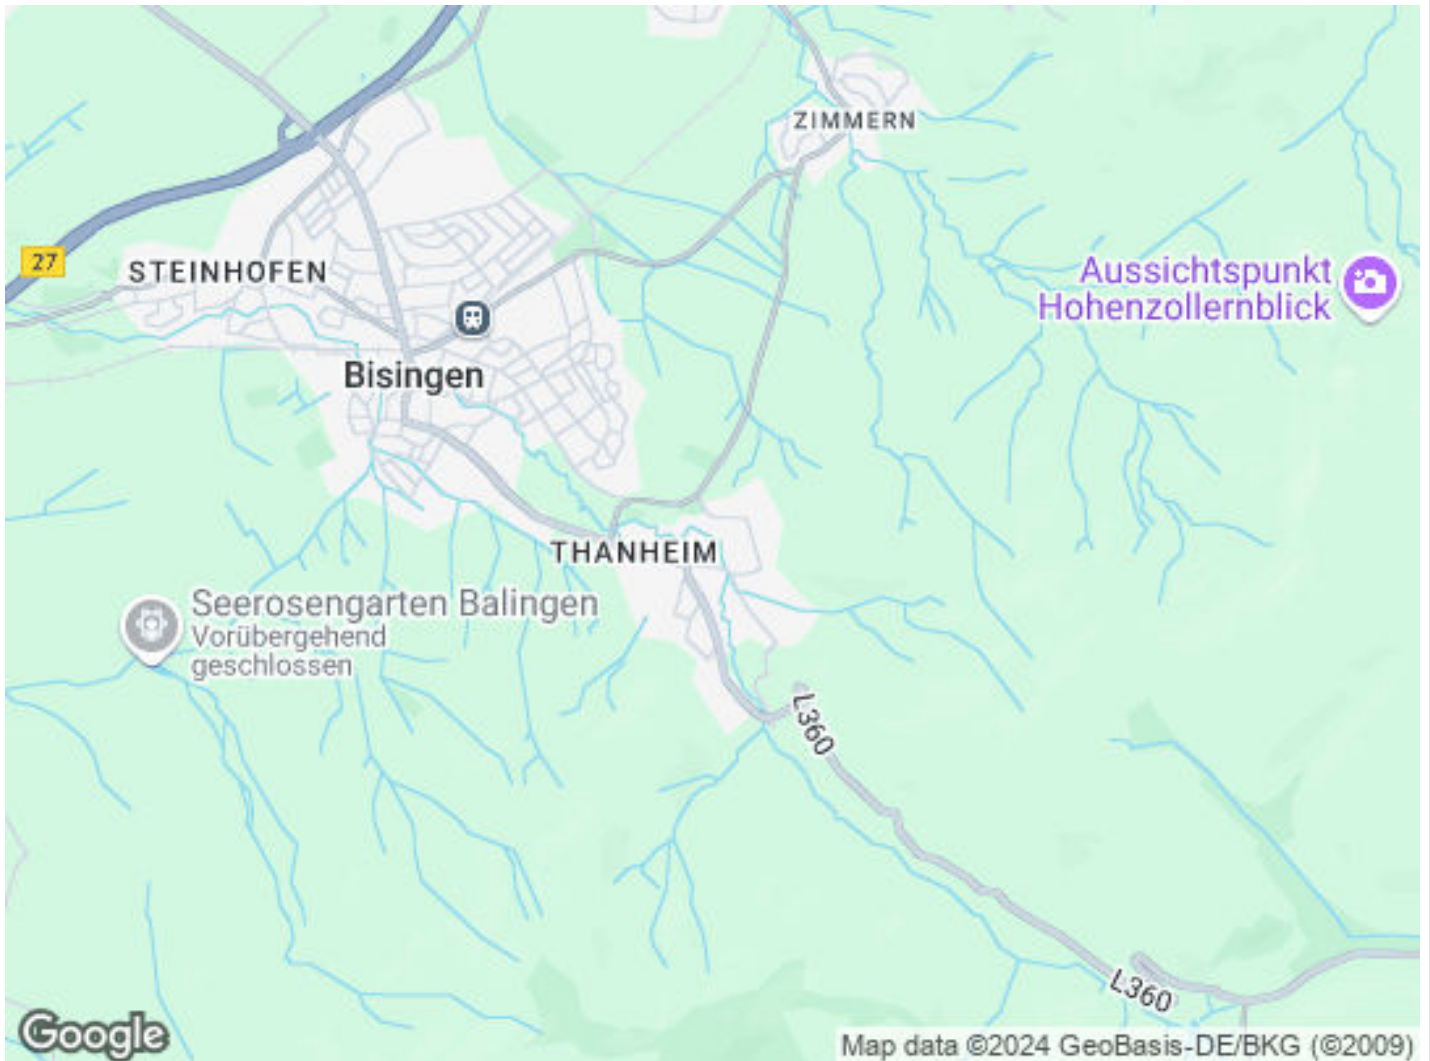 ZIMMERN
27
STEINHOFEN
Aussichtspunkt
Hohenzollernblick
Bisingen
THANHEIM
Seerosengarten Balingen
Vorübergehend
geschlossen
L360
L360
Google
Map data ©2024 GeoBasis-DE/BKG (©2009)